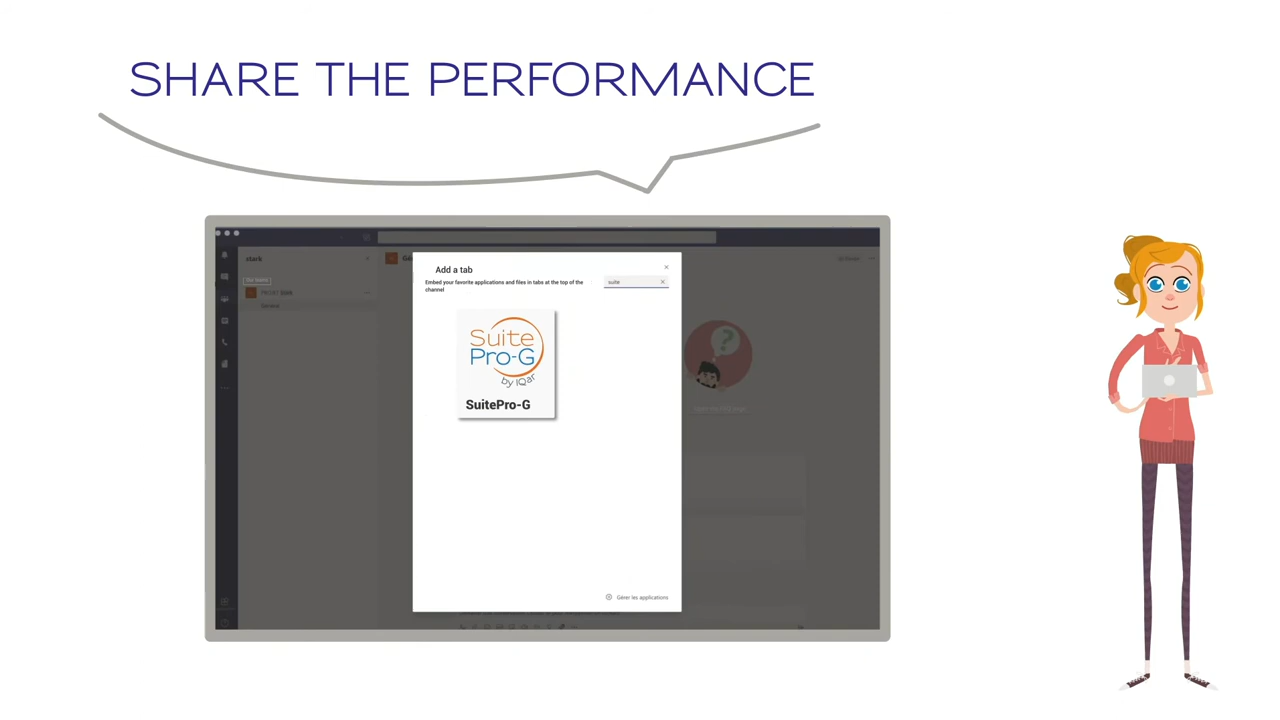 SHARE THE PERFORMANCE
stark
Add a tab
Embed your favorite applications and files in tabs at the top of the
channel
suite
Suite
Pro-G
by IQar
SuitePro-G
Gérer les applications